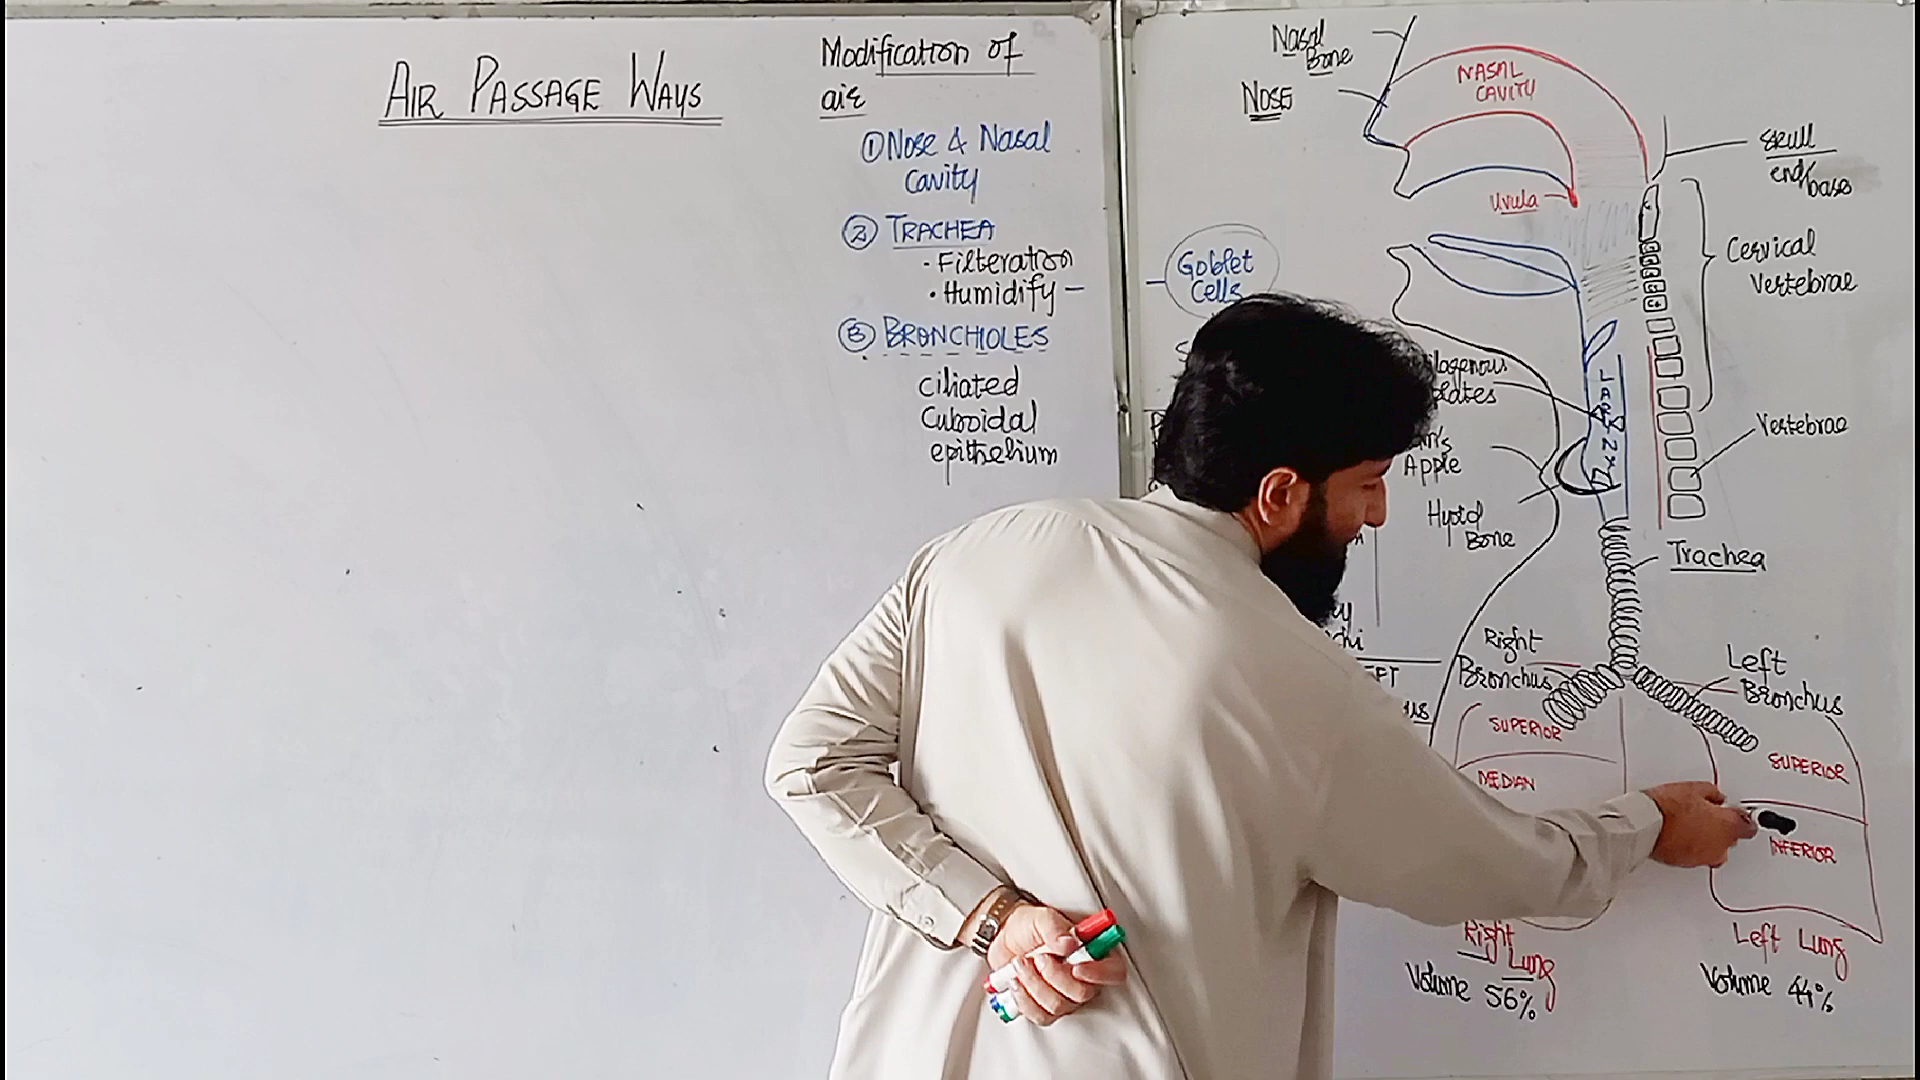 AIR PASSAGE WAYS
Modification of
air
① Nose & Nasal
Cavity
② TRACHEA
· Filteration
· Humidify —
③ BRONCHIOLES
Ciliated
Cuboidal
epithelium
Nasal
Bone
NOSE
NASAL
CAVITY
Uvula
Skull
end/base
Goblet
Cells
Cervical
Vertebrae
LARYNX
Apple
Vertebrae
Hyoid
Bone
Trachea
Right
Bronchus
Left
Bronchus
SUPERIOR
MEDIAN
SUPERIOR
INFERIOR
Right
Lung
Volume 56%
Left Lung
Volume 44%